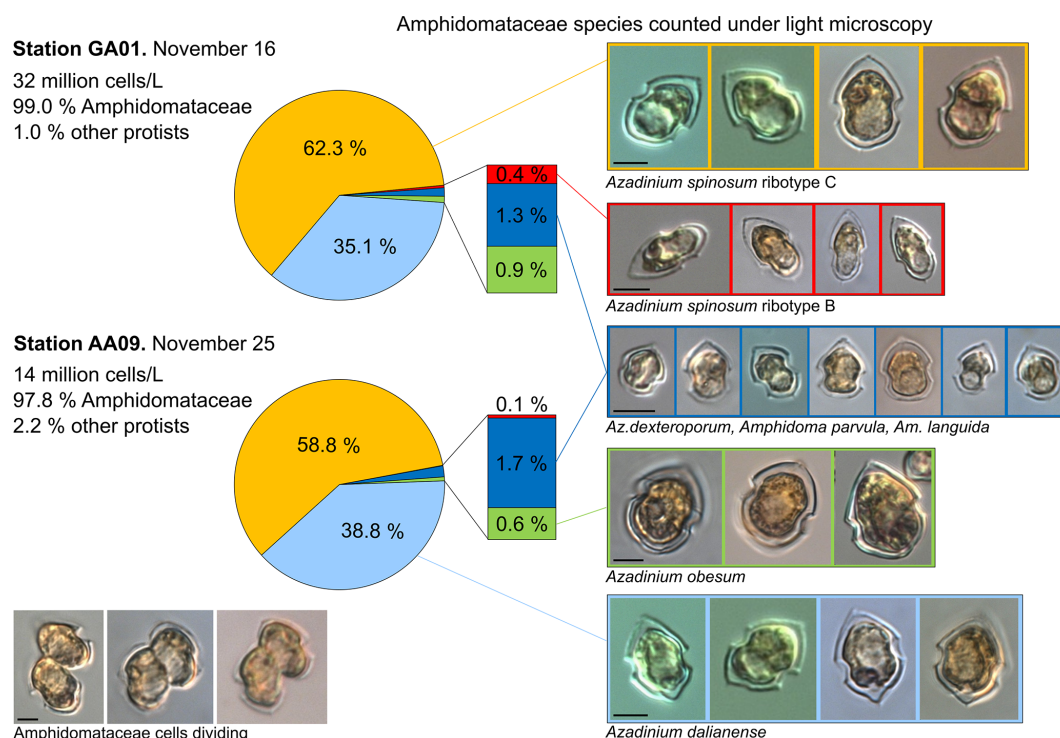 Amphidomataceae species counted under light microscopy
Station GA01. November 16
32 million cells/L
99.0 % Amphidomataceae
1.0 % other protists
62.3 %
35.1 %
0.4 %
1.3 %
0.9 %
Azadinium spinosum ribotype C
Azadinium spinosum ribotype B
Station AA09. November 25
14 million cells/L
97.8 % Amphidomataceae
2.2 % other protists
58.8 %
38.8 %
0.1 %
1.7 %
0.6 %
Az.dexteroporum, Amphidoma parvula, Am. languida
Azadinium obesum
Azadinium dalianense
Amphidomataceae cells dividing